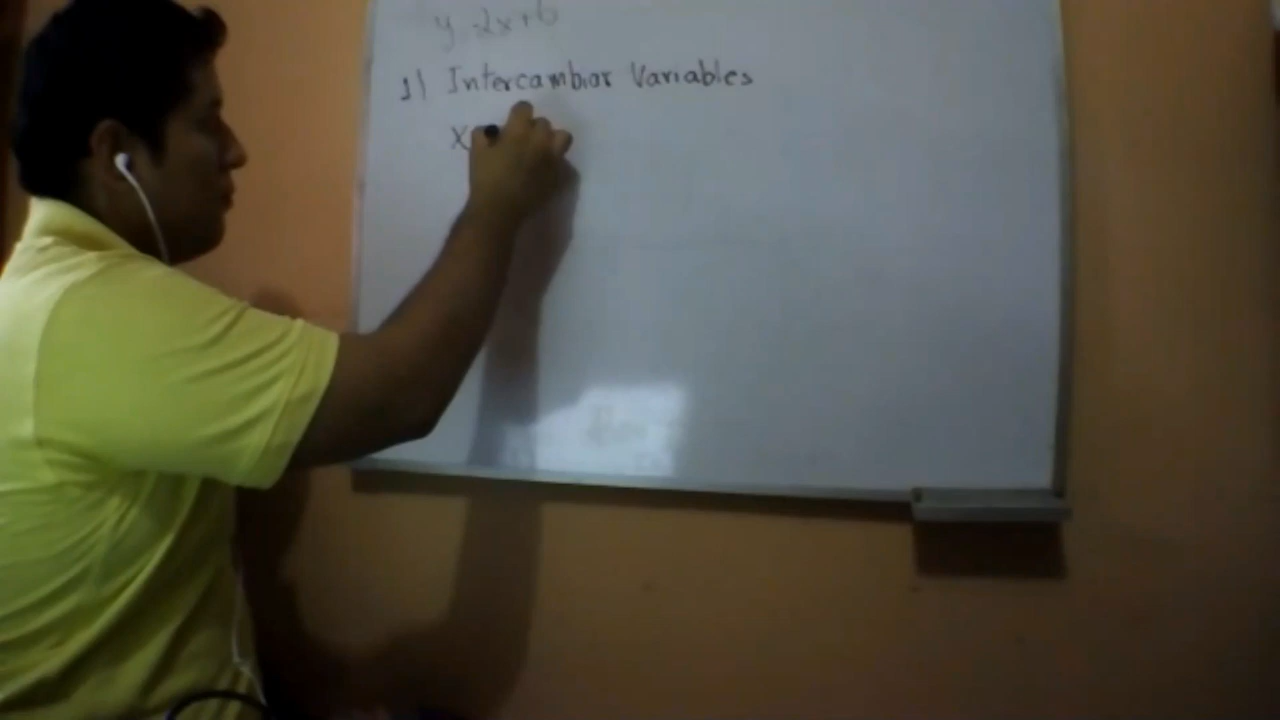 y = 2x + 6
1) Intercambiar Variables
x